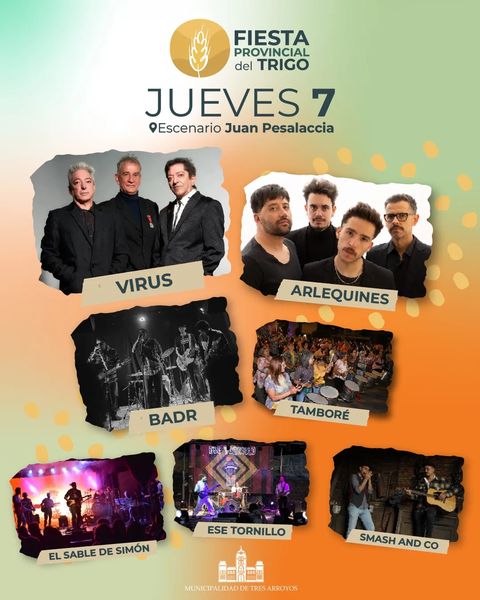 FIESTA
PROVINCIAL
del TRIGO
JUEVES 7
Escenario Juan Pesalaccia
VIRUS
ARLEQUINES
BADR
TAMBORÉ
EL SABLE DE SIMÓN
ESE TORNILLO
SMASH AND CO
MUNICIPALIDAD DE TRES ARROYOS